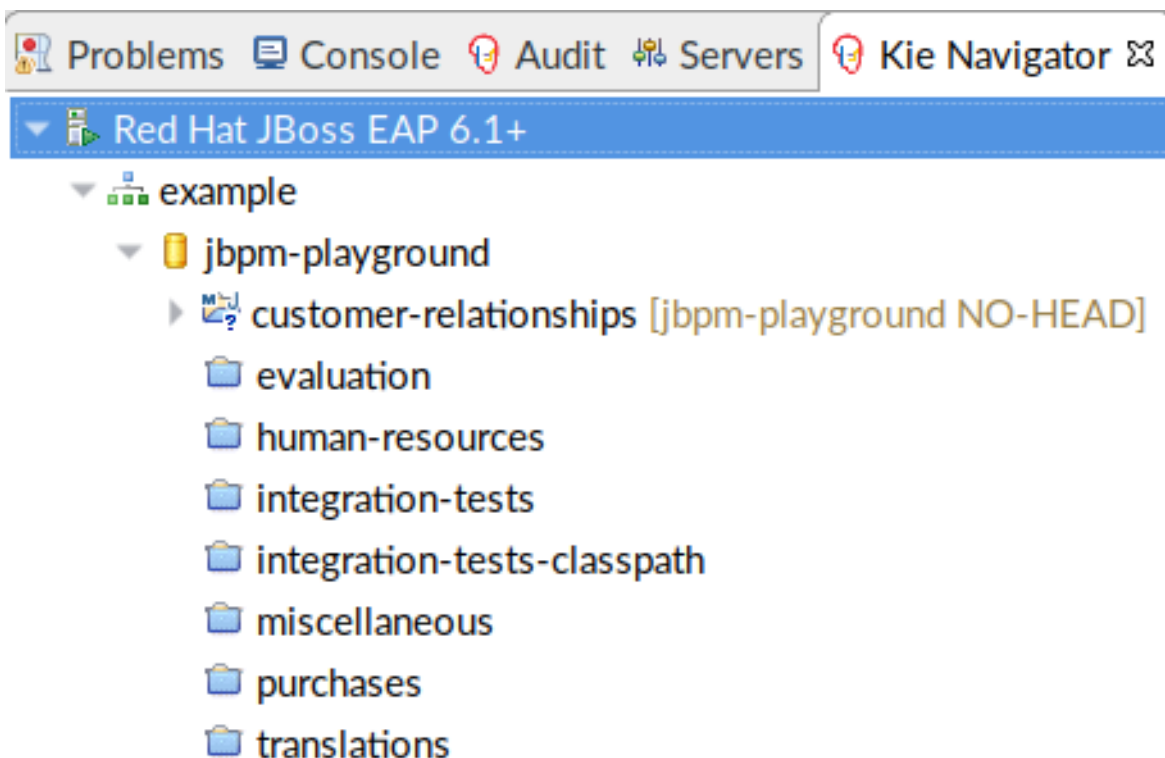 Problems Console Audit Servers Kie Navigator
Red Hat JBoss EAP 6.1+
example
jbpm-playground
customer-relationships [jbpm-playground NO-HEAD]
evaluation
human-resources
integration-tests
integration-tests-classpath
miscellaneous
purchases
translations